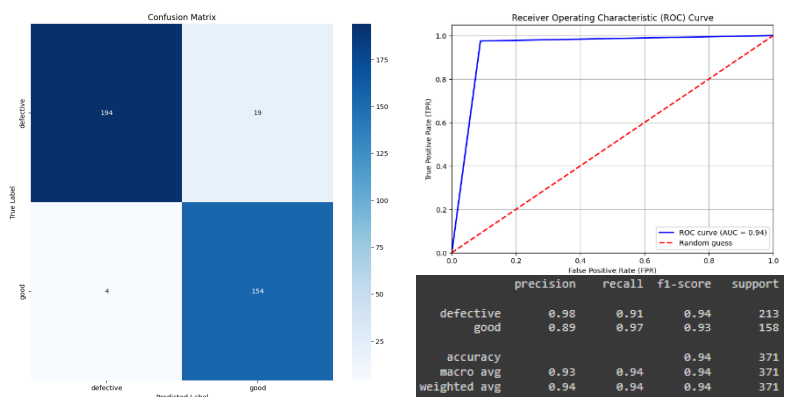 Confusion Matrix
defective
194
19
good
4
154
True Label
defective
good
Predicted Label
175
150
125
100
75
50
25
Receiver Operating Characteristic (ROC) Curve
True Positive Rate (TPR)
1.0
0.8
0.6
0.4
0.2
0.0
0.0 0.2 0.4 0.6 0.8 1.0
False Positive Rate (FPR)
ROC curve (AUC = 0.94)
Random guess
precision recall f1-score support
defective 0.98 0.91 0.94 213
good 0.89 0.97 0.93 158
accuracy 0.94 371
macro avg 0.93 0.94 0.94 371
weighted avg 0.94 0.94 0.94 371